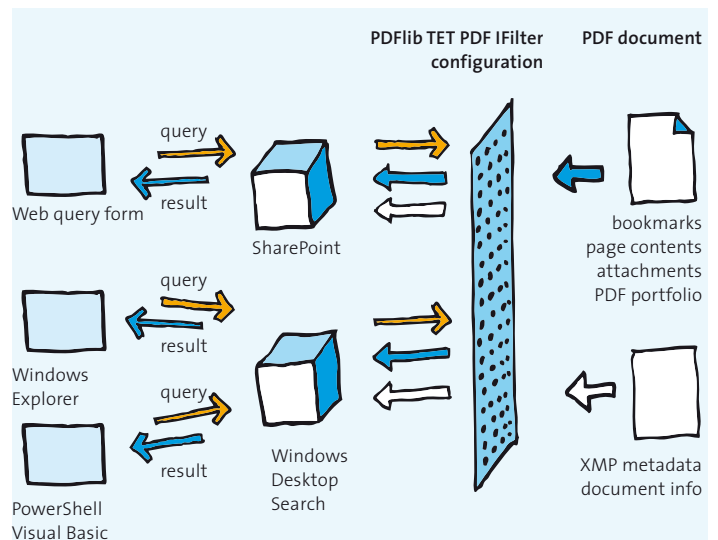 PDFlib TET PDF IFilter
configuration
PDF document
query
result
Web query form
SharePoint
bookmarks
page contents
attachments
PDF portfolio
query
result
Windows
Explorer
query
result
Windows
Desktop
Search
PowerShell
Visual Basic
XMP metadata
document info